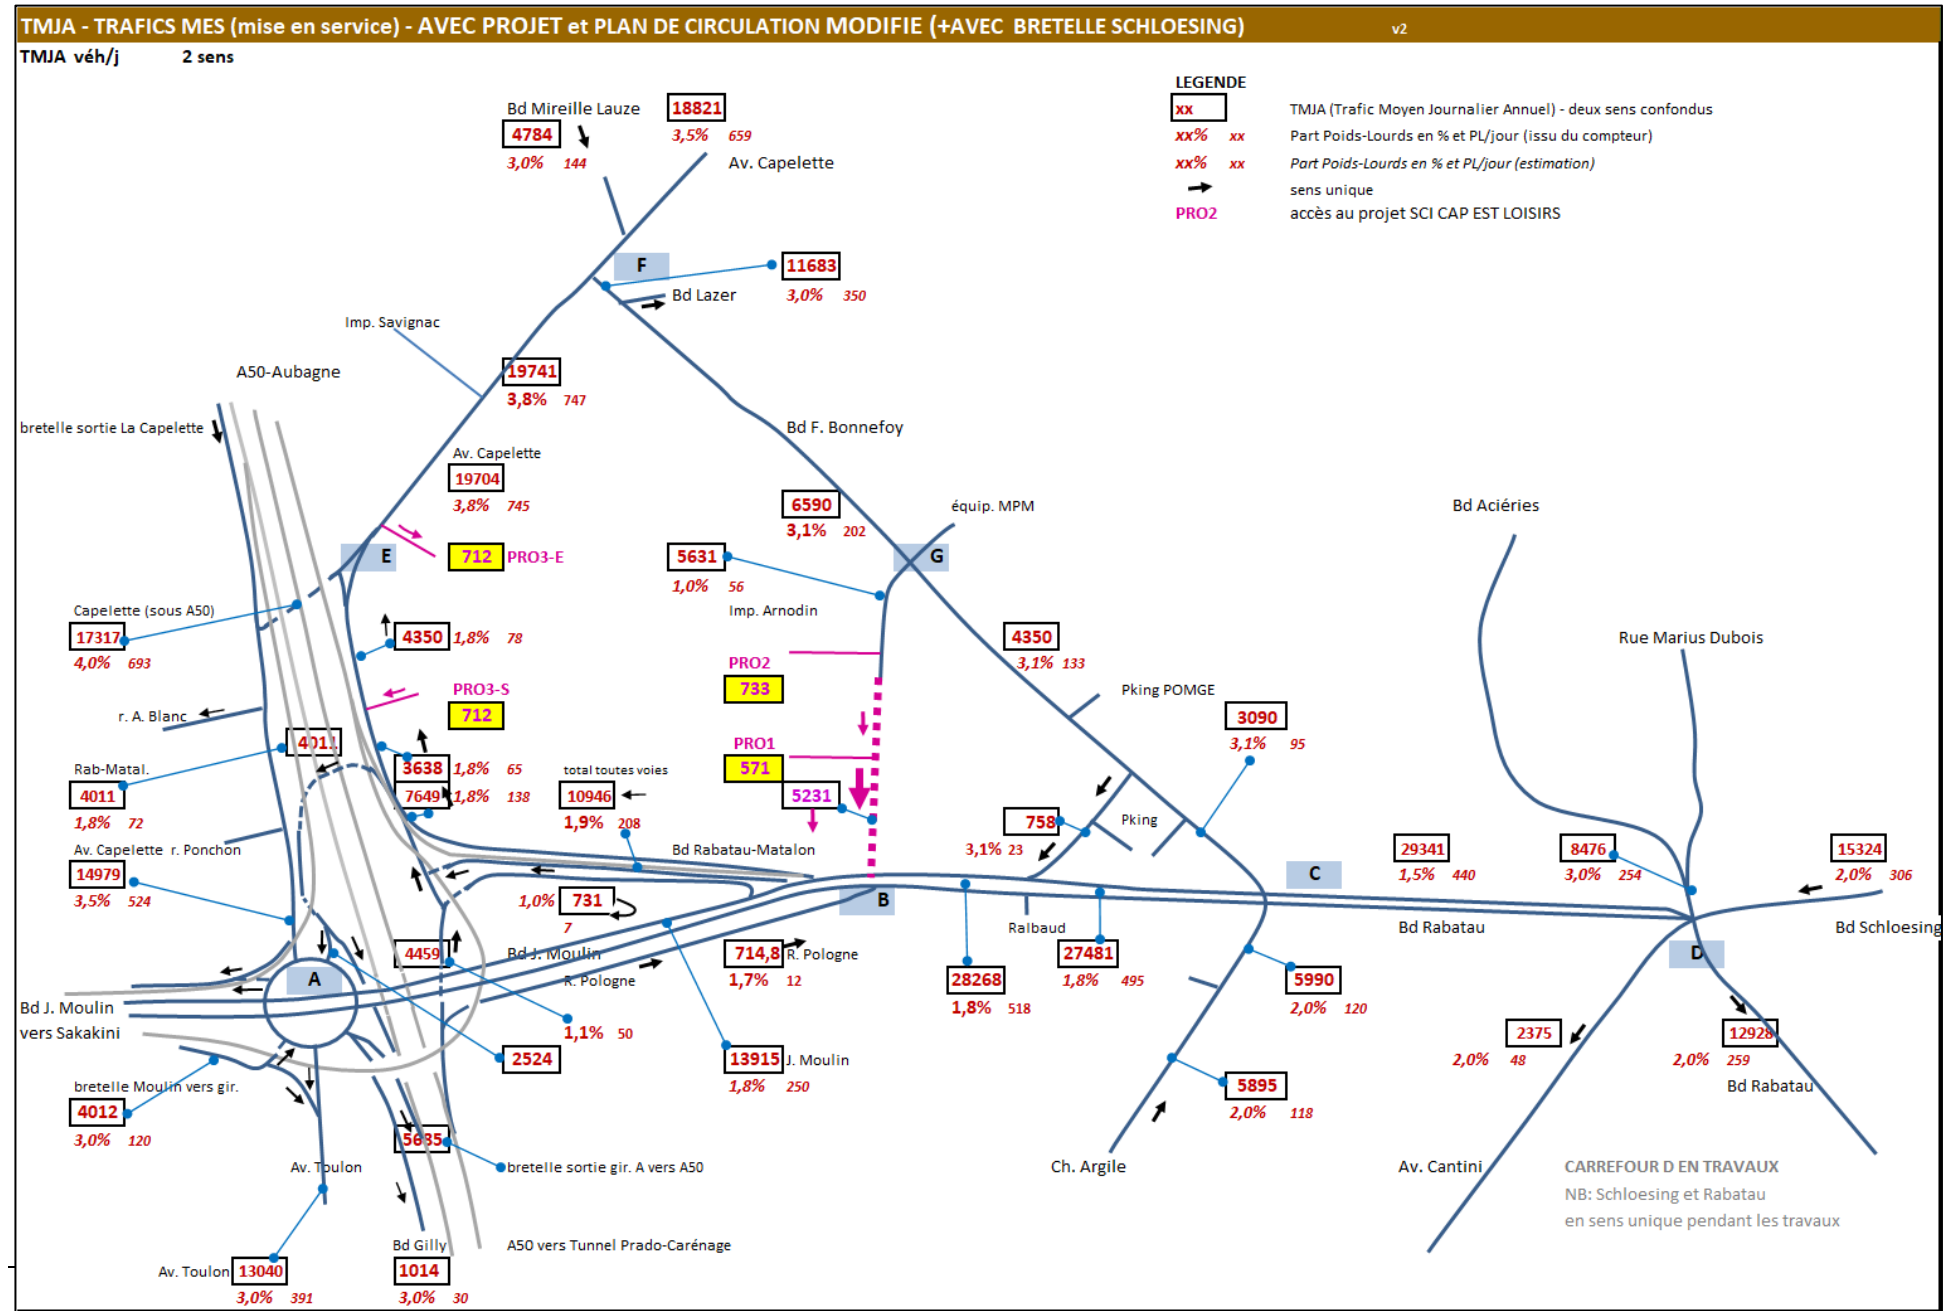 TMJA - TRAFICS MES (mise en service) - AVEC PROJET et PLAN DE CIRCULATION MODIFIE (+AVEC BRETELLE SCHLOESING) v2
TMJA véh/j 2 sens
LEGENDE
xx TMJA (Trafic Moyen Journalier Annuel) - deux sens confondus
xx% xx Part Poids-Lourds en % et PL/jour (issu du compteur)
xx% xx Part Poids-Lourds en % et PL/jour (estimation)
sens unique
PRO2 accès au projet SCI CAP EST LOISIRS
Bd Mireille Lauze 18821
4784 3,5% 659
3,0% 144 Av. Capelette
F 11683
Bd Lazer 3,0% 350
Imp. Savignac
A50-Aubagne 19741
3,8% 747
bretelle sortie La Capelette Bd F. Bonnefoy
Av. Capelette
19704
3,8% 745
6590
3,1% 202
équip. MPM Bd Aciéries
E 712 PRO3-E
5631 G
1,0% 56
Imp. Arnodin
Capelette (sous A50)
17317
4,0% 693
4350 1,8% 78
4350
3,1% 133
Rue Marius Dubois
PRO2
733
PRO3-S
712
Pking POMGE
r. A. Blanc
3090
3,1% 95
4011
Rab-Matal.
4011
1,8% 72
3638 1,8% 65
7649 1,8% 138
total toutes voies
10946
1,9% 208
PRO1
571
5231
758
3,1% 23
Pking
Av. Capelette r. Ponchon
14979
3,5% 524
Bd Rabatau-Matalon
29341
1,5% 440
8476
3,0% 254
15324
2,0% 306
C
B
1,0% 731
7
Ralbaud
Bd Rabatau
Bd Schloesing
4459
Bd J. Moulin
714,8 R. Pologne
1,7% 12
R. Pologne
27481
1,8% 495
28268
1,8% 518
5990
2,0% 120
D
A
Bd J. Moulin
vers Sakakini
1,1% 50
2524
13915 J. Moulin
1,8% 250
2375
2,0% 48
12928
2,0% 259
Bd Rabatau
bretelle Moulin vers gir.
4012
3,0% 120
5895
2,0% 118
5635
Av. Toulon bretelle sortie gir. A vers A50
Ch. Argile
Av. Cantini
CARREFOUR D EN TRAVAUX
NB: Schloesing et Rabatau
en sens unique pendant les travaux
Bd Gilly A50 vers Tunnel Prado-Carénage
Av. Toulon 13040
3,0% 391
1014
3,0% 30